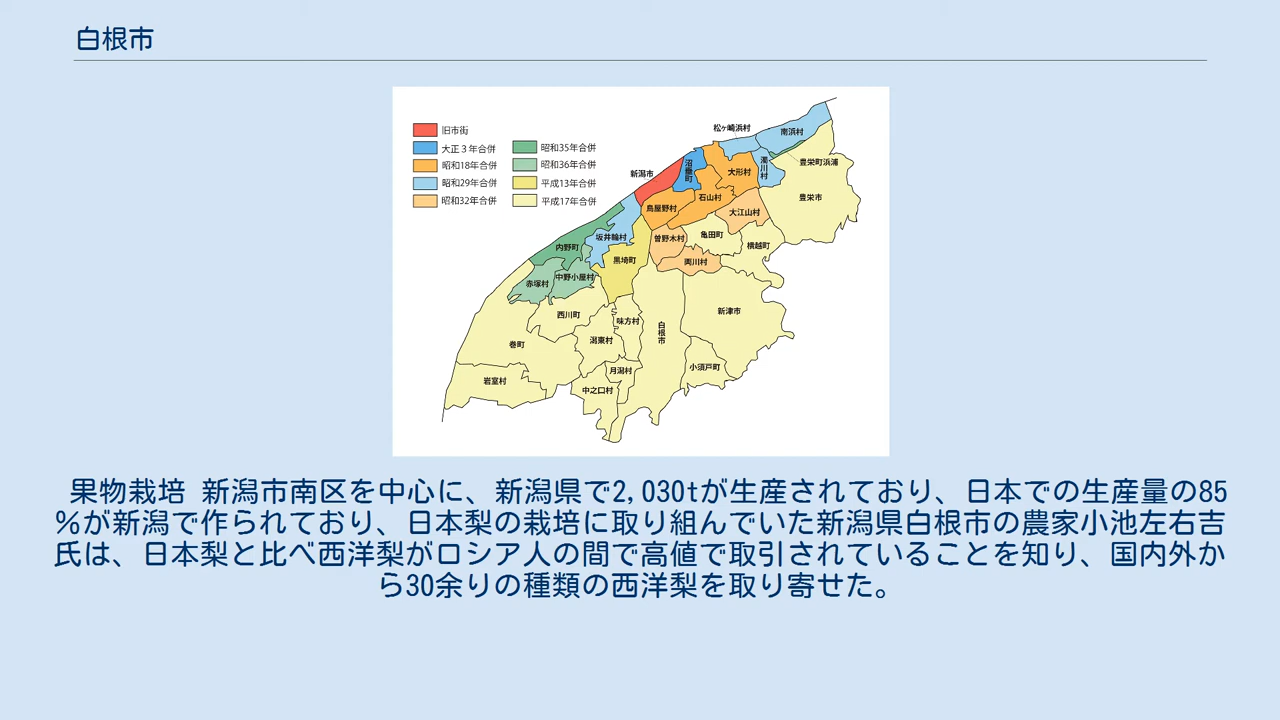 白根市
旧市街
大正３年合併
昭和18年合併
昭和29年合併
昭和32年合併
昭和35年合併
昭和36年合併
平成13年合併
平成17年合併
松ヶ崎浜村
南浜村
濁川村
豊栄町浜浦
新潟市
沼垂町
大形村
石山村
豊栄市
鳥屋野村
大江山村
坂井輪村
曽野木村
亀田町
横越町
内野町
黒埼町
両川村
赤塚村
中野小屋村
西川町
味方村
白根市
新津市
巻町
潟東村
月潟村
小須戸町
岩室村
中之口村
果物栽培 新潟市南区を中心に、新潟県で2,030tが生産されており、日本での生産量の85
％が新潟で作られており、日本梨の栽培に取り組んでいた新潟県白根市の農家小池左右吉
氏は、日本梨と比べ西洋梨がロシア人の間で高値で取引されていることを知り、国内外か
ら30余りの種類の西洋梨を取り寄せた。